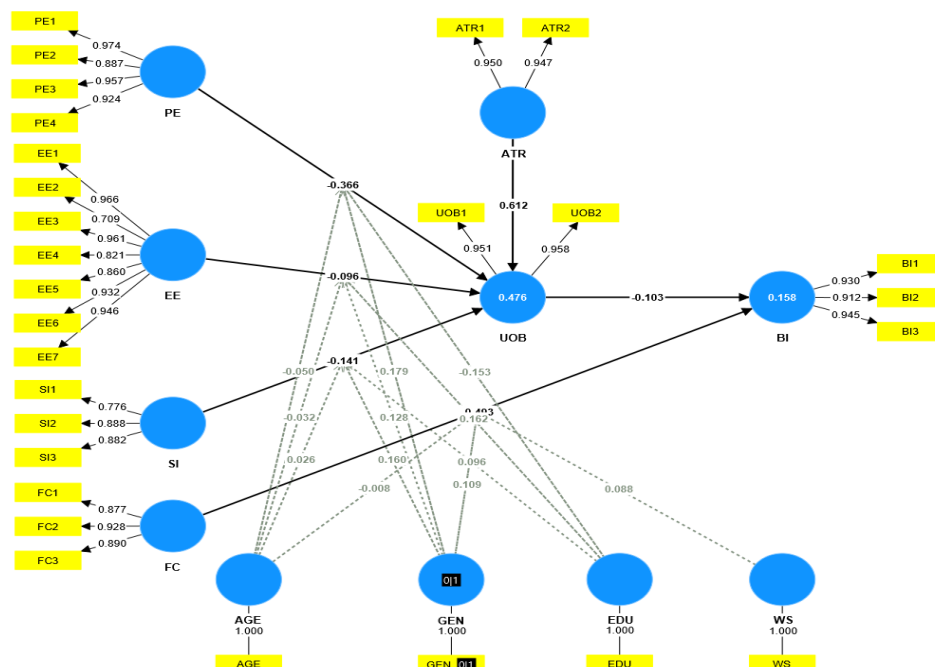 PE1
PE2
PE3
PE4
0.974
0.887
0.957
0.924
PE
ATR1
ATR2
0.950
0.947
ATR
EE1
EE2
EE3
EE4
EE5
EE6
EE7
0.966
0.709
0.961
0.821
0.860
0.932
0.946
EE
-0.366
0.612
UOB1
UOB2
0.951
0.958
-0.096
0.476
UOB
-0.103
0.158
BI
0.930
0.912
0.945
BI1
BI2
BI3
-0.141
SI1
SI2
SI3
0.776
0.888
0.882
SI
-0.050
0.179
-0.153
-0.032
0.128
0.162
0.026
0.160
0.096
-0.008
0.109
0.088
FC1
FC2
FC3
0.877
0.928
0.890
FC
0|1
AGE
GEN
EDU
WS
1.000
1.000
1.000
1.000
AGE
GEN 0|1
EDU
WS